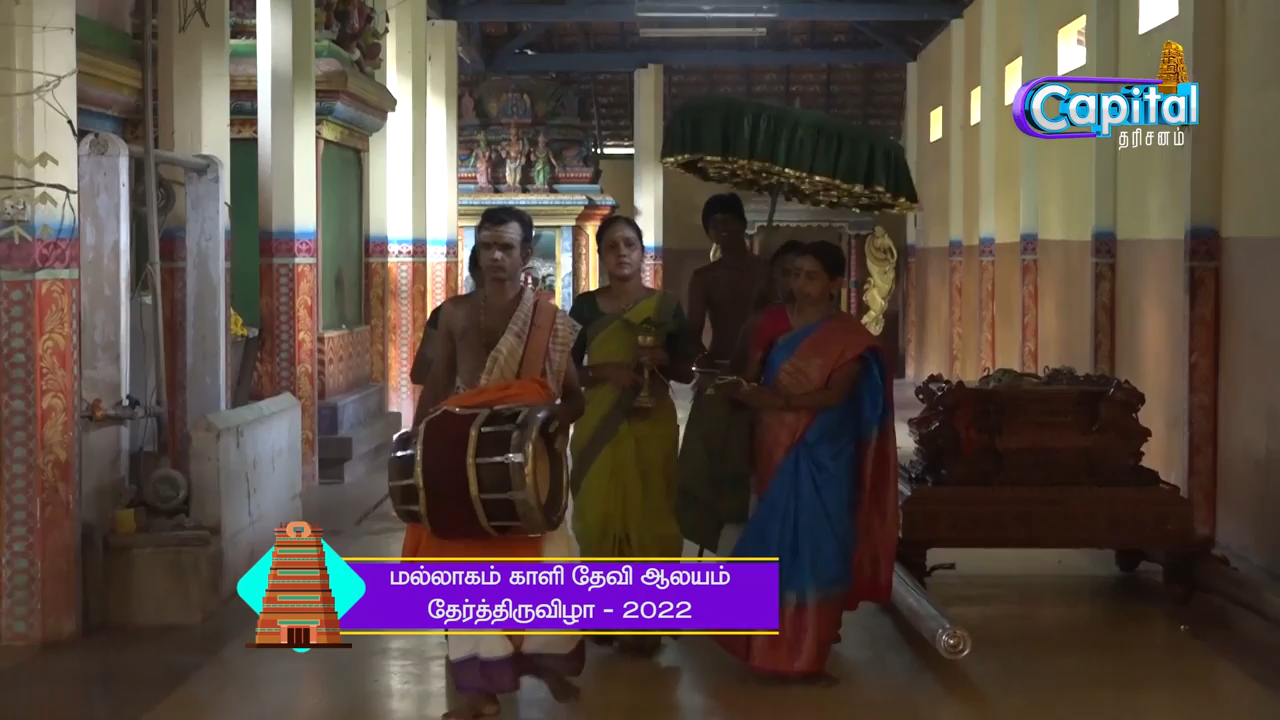 Capital
தரிசனம்
மல்லாகம் காளி தேவி ஆலயம்
தேர்த்திருவிழா - 2022